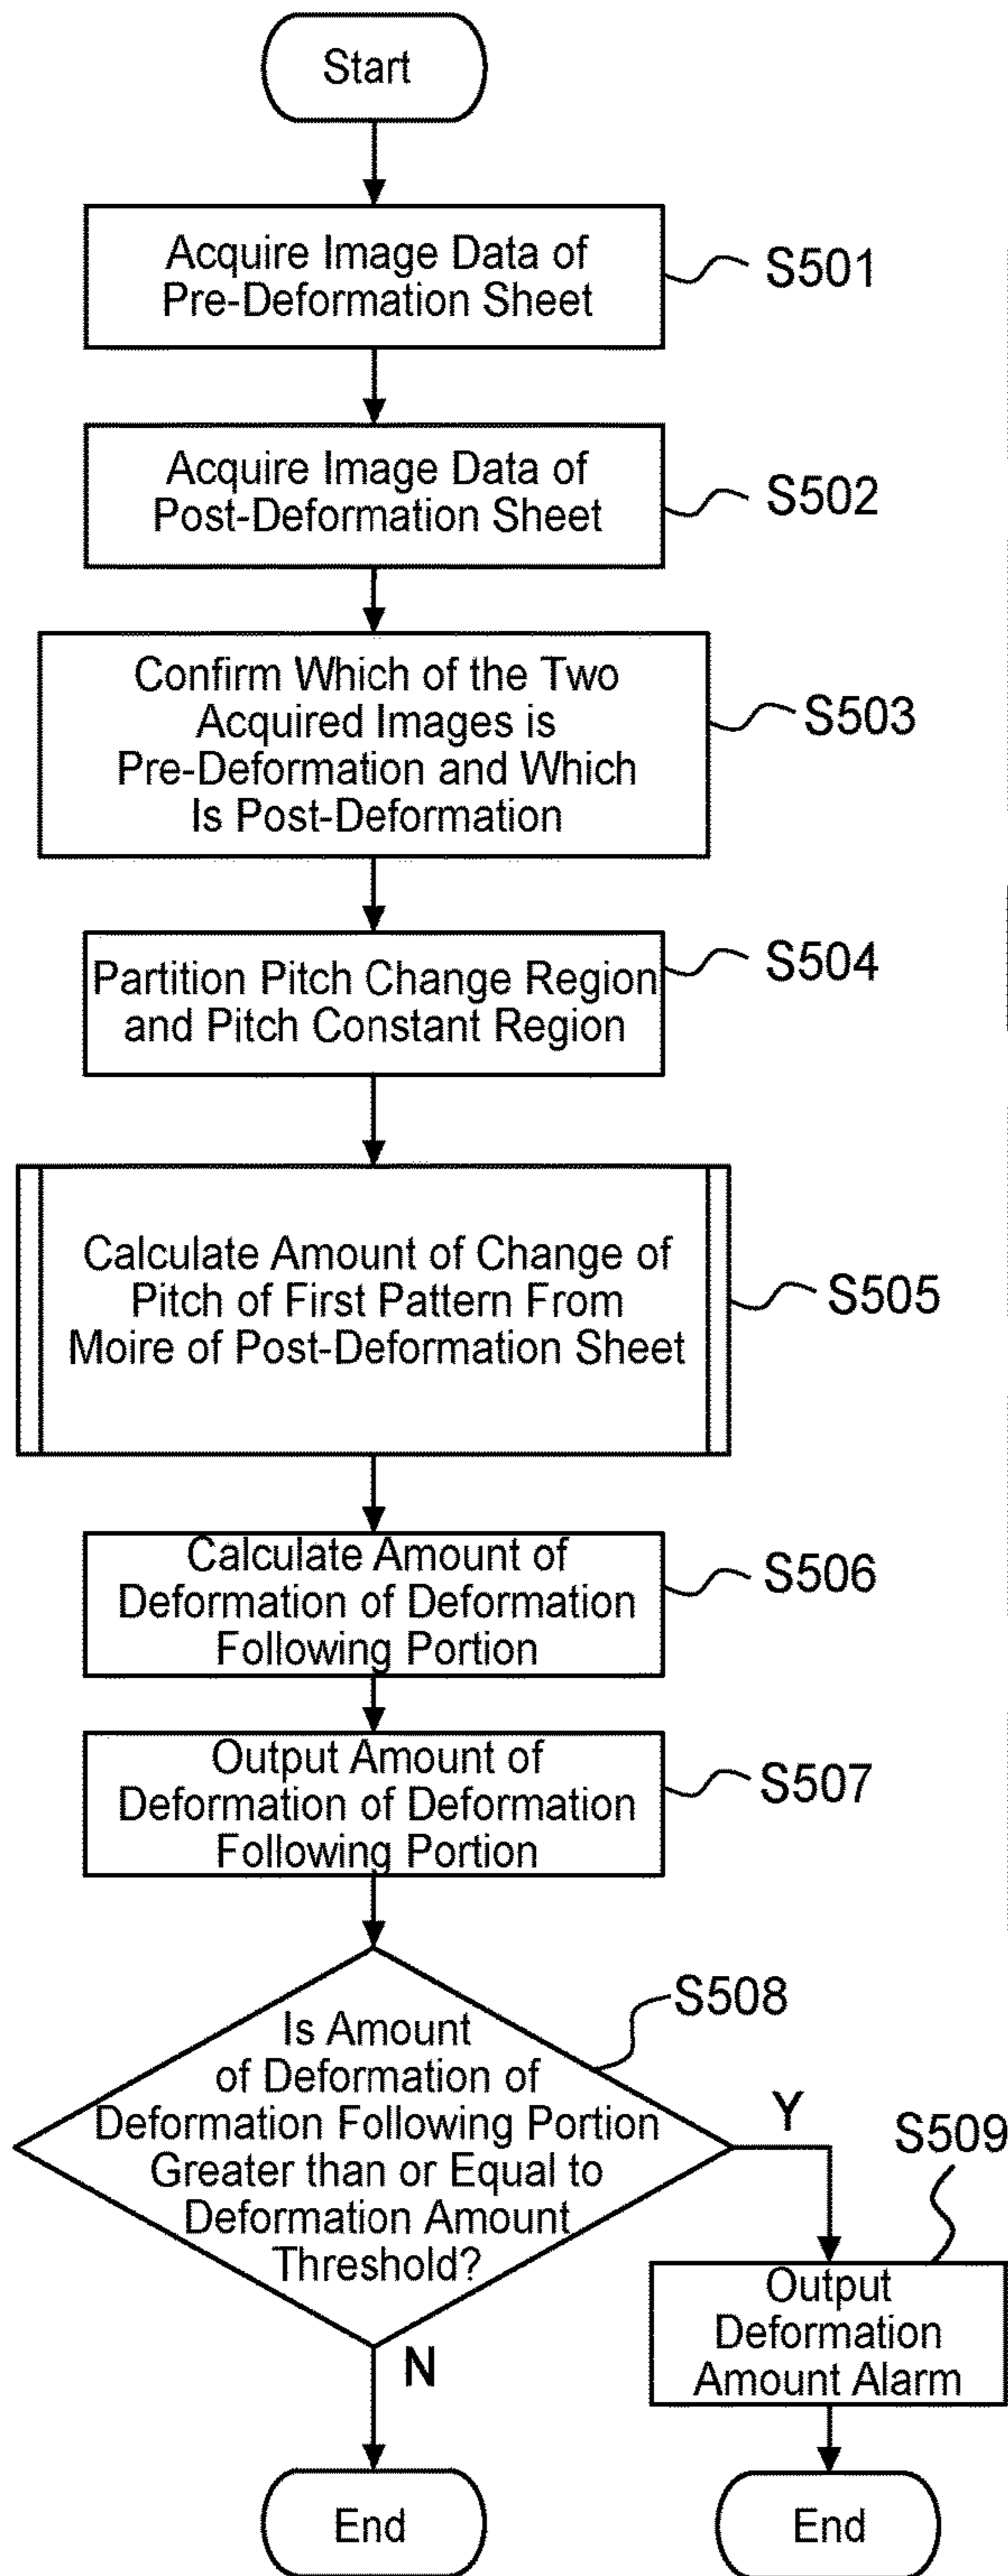 Start
Acquire Image Data of
Pre-Deformation Sheet
S501
Acquire Image Data of
Post-Deformation Sheet
S502
Confirm Which of the Two
Acquired Images is
Pre-Deformation and Which
Is Post-Deformation
S503
Partition Pitch Change Region
and Pitch Constant Region
S504
Calculate Amount of Change of
Pitch of First Pattern From
Moire of Post-Deformation Sheet
S505
Calculate Amount of
Deformation of Deformation
Following Portion
S506
Output Amount of
Deformation of Deformation
Following Portion
S507
Is Amount
of Deformation of
Deformation Following Portion
Greater than or Equal to
Deformation Amount
Threshold?
S508
Y
S509
Output
Deformation
Amount Alarm
N
End
End